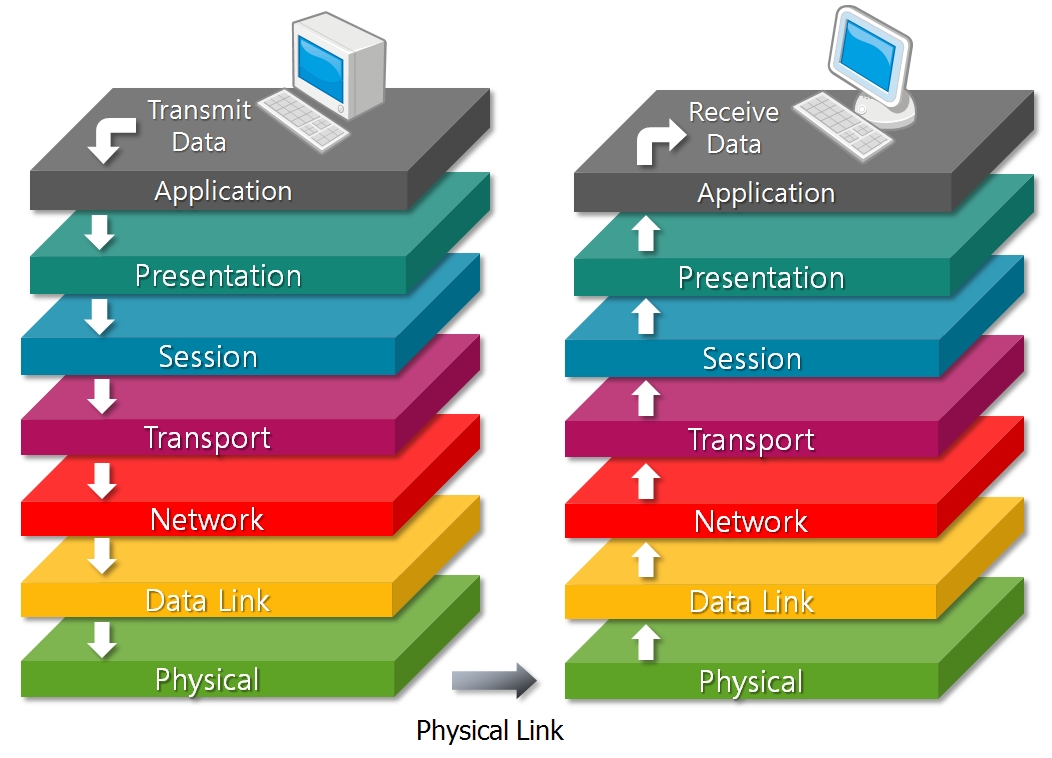 Transmit
Data
Application
Presentation
Session
Transport
Network
Data Link
Physical
Receive
Data
Application
Presentation
Session
Transport
Network
Data Link
Physical
Physical Link